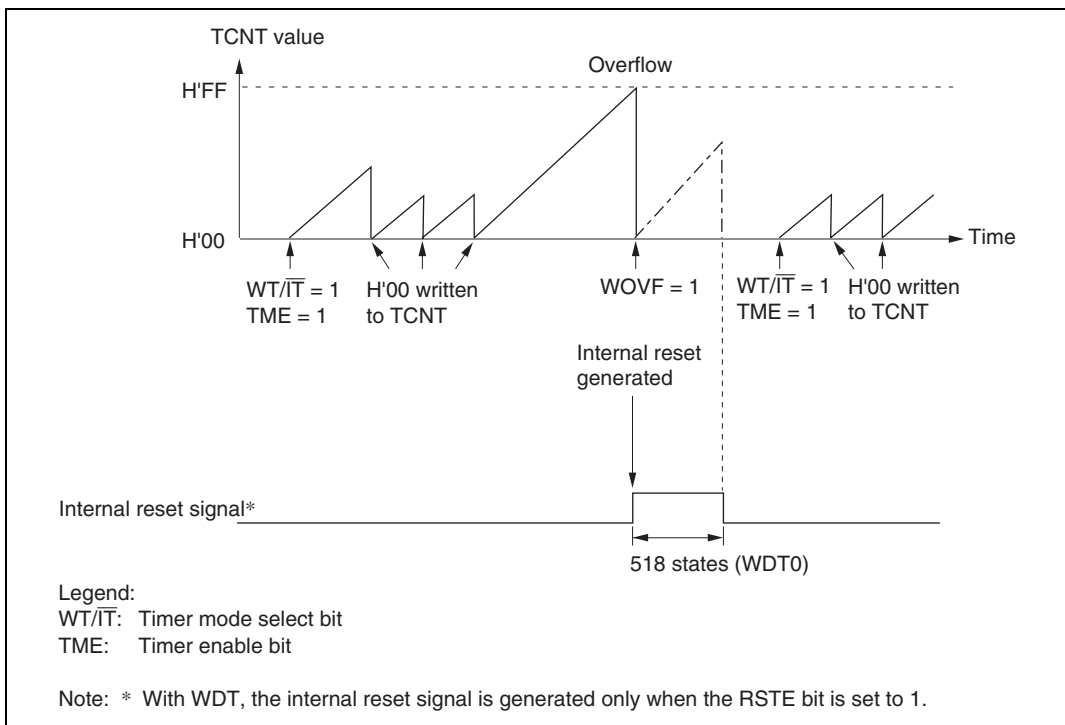 TCNT value
Overflow
H'FF
H'00
Time
WT/IT = 1
TME = 1
H'00 written
to TCNT
WOVF = 1
WT/IT = 1
TME = 1
H'00 written
to TCNT
Internal reset
generated
Internal reset signal*
518 states (WDT0)
Legend:
WT/IT: Timer mode select bit
TME: Timer enable bit
Note: * With WDT, the internal reset signal is generated only when the RSTE bit is set to 1.